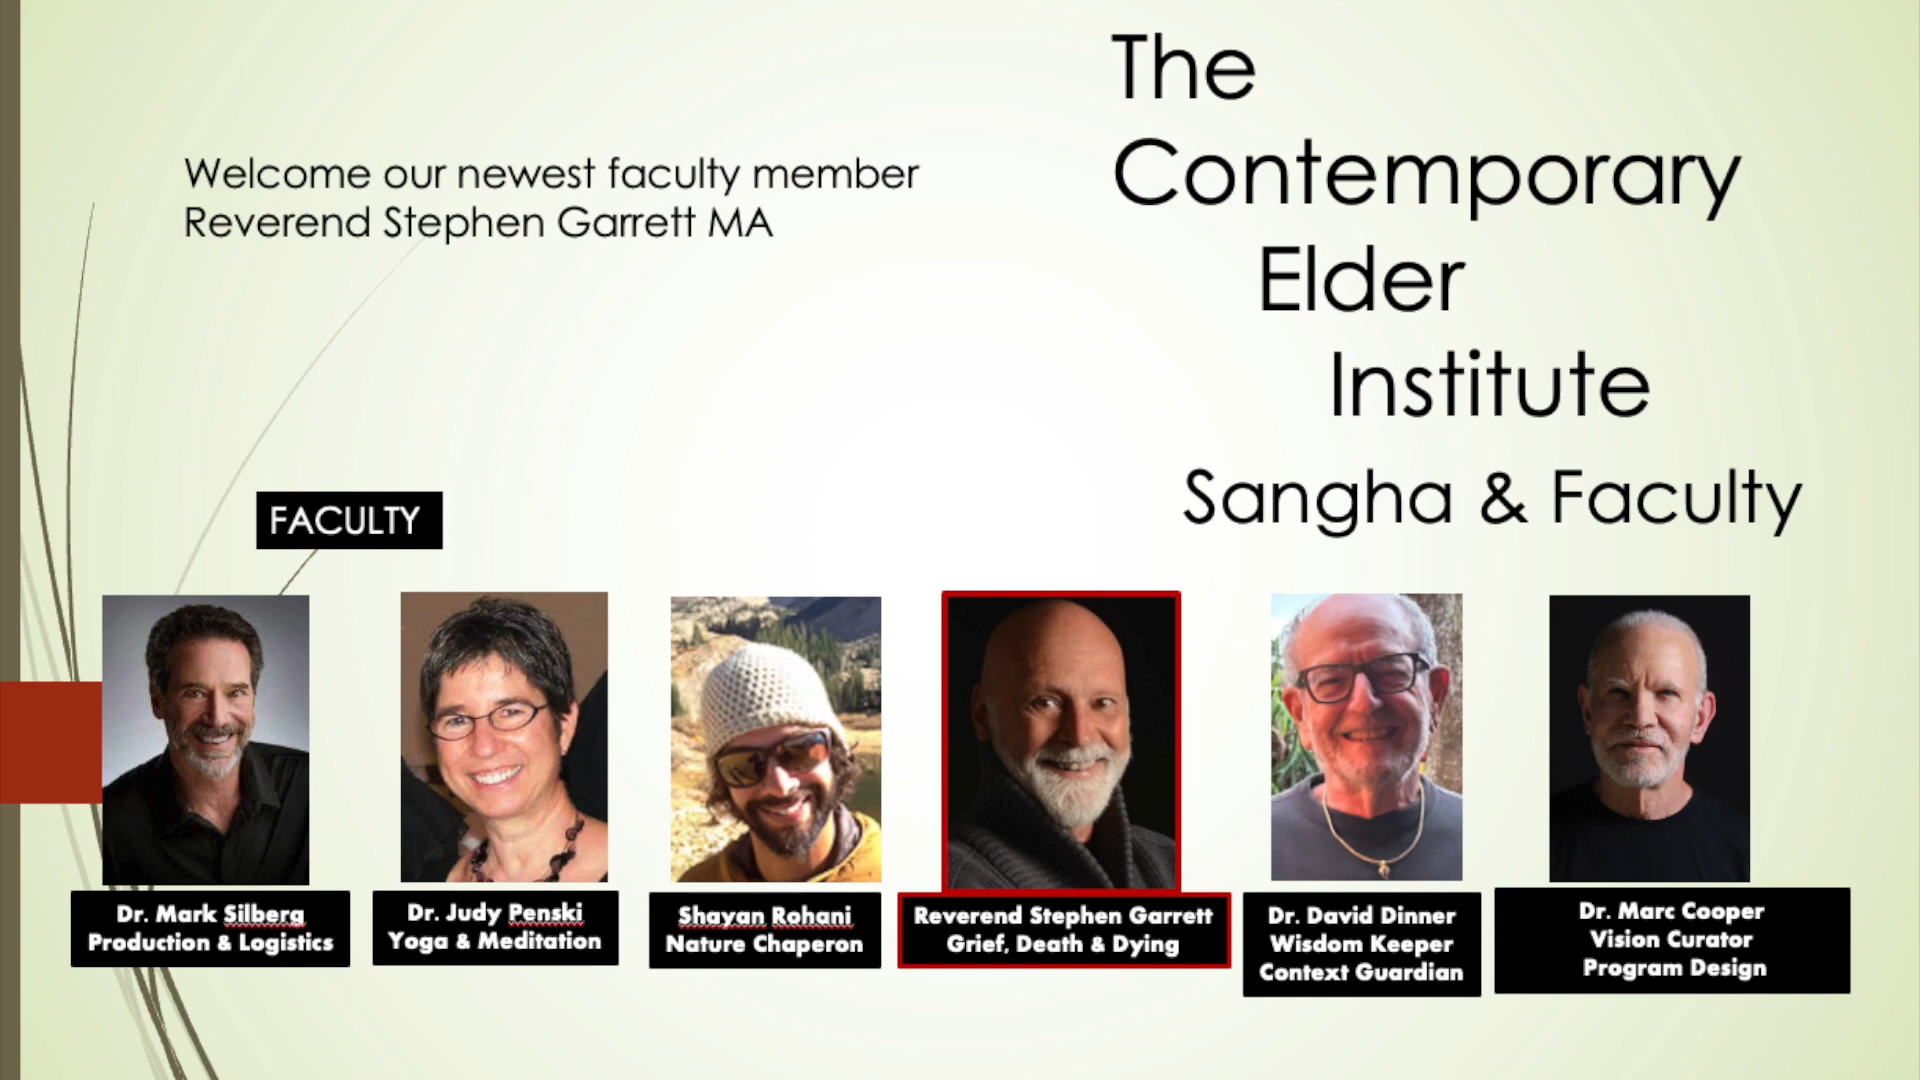 The
Contemporary
Elder
Institute
Sangha & Faculty
Welcome our newest faculty member
Reverend Stephen Garrett MA
FACULTY
Dr. Mark Silberg
Production & Logistics
Dr. Judy Penski
Yoga & Meditation
Shayan Rohani
Nature Chaperon
Reverend Stephen Garrett
Grief, Death & Dying
Dr. David Dinner
Wisdom Keeper
Context Guardian
Dr. Marc Cooper
Vision Curator
Program Design